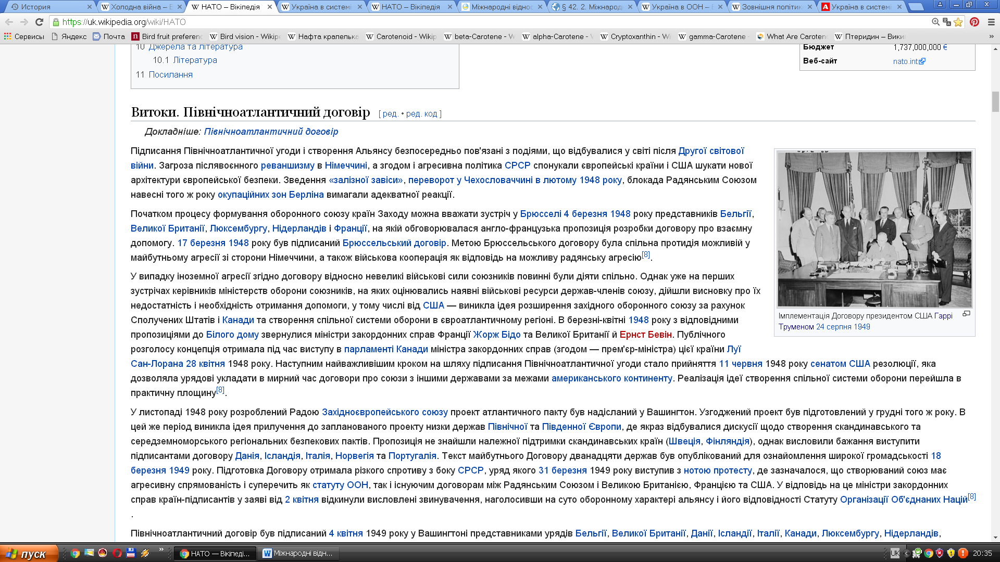 История
Холодна війна –
НАТО – Вікіпедія
Україна в системі
НАТО – Вікіпедія
Міжнародні віднос
§ 42. 2. Міжнарод
Україна в ООН –
Зовнішня політик
Україна в системі
https://uk.wikipedia.org/wiki/НАТО
Сервисы
Яндекс
Почта
Bird fruit preferenc
Bird vision - Wikipe
Нафта крапелька
Carotenoid - Wikip
beta-Carotene - W
alpha-Carotene -
Cryptoxanthin - Wi
gamma-Carotene
What Are Caroten
Птеридин – Вики
»
10 Джерела та література
10.1 Література
11 Посилання
Бюджет 1,737,000,000 €
Веб-сайт nato.int
Витоки. Північноатлантичний договір [ ред. • ред. код ]
Докладніше: Північноатлантичний договір
Підписання Північноатлантичної угоди і створення Альянсу безпосередньо пов'язані з подіями, що відбувалися у світі після Другої світової
війни. Загроза післявоєнного реваншизму в Німеччині, а згодом і агресивна політика СРСР спонукали європейські країни і США шукати нової
архітектури європейської безпеки. Зведення «залізної завіси», переворот у Чехословаччині в лютому 1948 року, блокада Радянським Союзом
навесні того ж року окупаційних зон Берліна вимагали адекватної реакції.
Початком процесу формування оборонного союзу країн Заходу можна вважати зустріч у Брюсселі 4 березня 1948 року представників Бельгії,
Великої Британії, Люксембургу, Нідерландів і Франції, на якій обговорювалася англо-французька пропозиція розробки договору про взаємну
допомогу. 17 березня 1948 року був підписаний Брюссельський договір. Метою Брюссельського договору була спільна протидія можливій у
майбутньому агресії зі сторони Німеччини, а також військова кооперація як відповідь на можливу радянську агресію[8].
У випадку іноземної агресії згідно договору відносно невеликі військові сили союзників повинні були діяти спільно. Однак уже на перших
зустрічах керівників міністерств оборони союзників, на яких оцінювались наявні військові ресурси держав-членів союзу, дійшли висновку про їх
недостатність і необхідність отримання допомоги, у тому числі від США — виникла ідея розширення західного оборонного союзу за рахунок
Сполучених Штатів і Канади та створення спільної системи оборони в євроатлантичному регіоні. В березні-квітні 1948 року з відповідними
пропозиціями до Білого дому звернулися міністри закордонних справ Франції Жорж Бідо та Великої Британії й Ернст Бевін. Публічного
розголосу концепція отримала під час виступу в парламенті Канади міністра закордонних справ (згодом — прем'єр-міністра) цієї країни Луї
Сан-Лорана 28 квітня 1948 року. Наступним найважливішим кроком на шляху підписання Північноатлантичної угоди стало прийняття 11 червня 1948 року сенатом США резолюції, яка
дозволяла урядові укладати в мирний час договори про союзи з іншими державами за межами американського континенту. Реалізація ідеї створення спільної системи оборони перейшла в
практичну площину[8].
Імплементація Договору президентом США Гаррі
Труменом 24 серпня 1949
У листопаді 1948 року розроблений Радою Західноєвропейського союзу проект атлантичного пакту був надісланий у Вашингтон. Узгоджений проект був підготовлений у грудні того ж року. В
цей же період виникла ідея прилучення до запланованого проекту низки держав Північної та Південної Європи, де якраз відбувалися дискусії щодо створення скандинавського та
середземноморського регіональних безпекових пактів. Пропозиція не знайшли належної підтримки скандинавських країн (Швеція, Фінляндія), однак висловили бажання виступити
підписантами договору Данія, Ісландія, Італія, Норвегія та Португалія. Текст майбутнього Договору дванадцяти держав був опублікований для ознайомлення широкої громадськості 18
березня 1949 року. Підготовка Договору отримала різкого спротиву з боку СРСР, уряд якого 31 березня 1949 року виступив з нотою протесту, де зазначалося, що створюваний союз має
агресивну спрямованість і суперечить як статуту ООН, так і існуючим договорам між Радянським Союзом і Великою Британією, Францією та США. У відповідь на це міністри закордонних
справ країн-підписантів у заяві від 2 квітня відкинули висловлені звинувачення, наголосивши на суто оборонному характері альянсу і його відповідності Статуту Організації Об'єднаних Націй[8]
.
Північноатлантичний договір був підписаний 4 квітня 1949 року у Вашингтоні представниками урядів Бельгії, Великої Британії, Данії, Ісландії, Італії, Канади, Люксембургу, Нідерландів,
пуск
»
НАТО — Вікіпеді...
Міжнародні відн...
UK
20:35